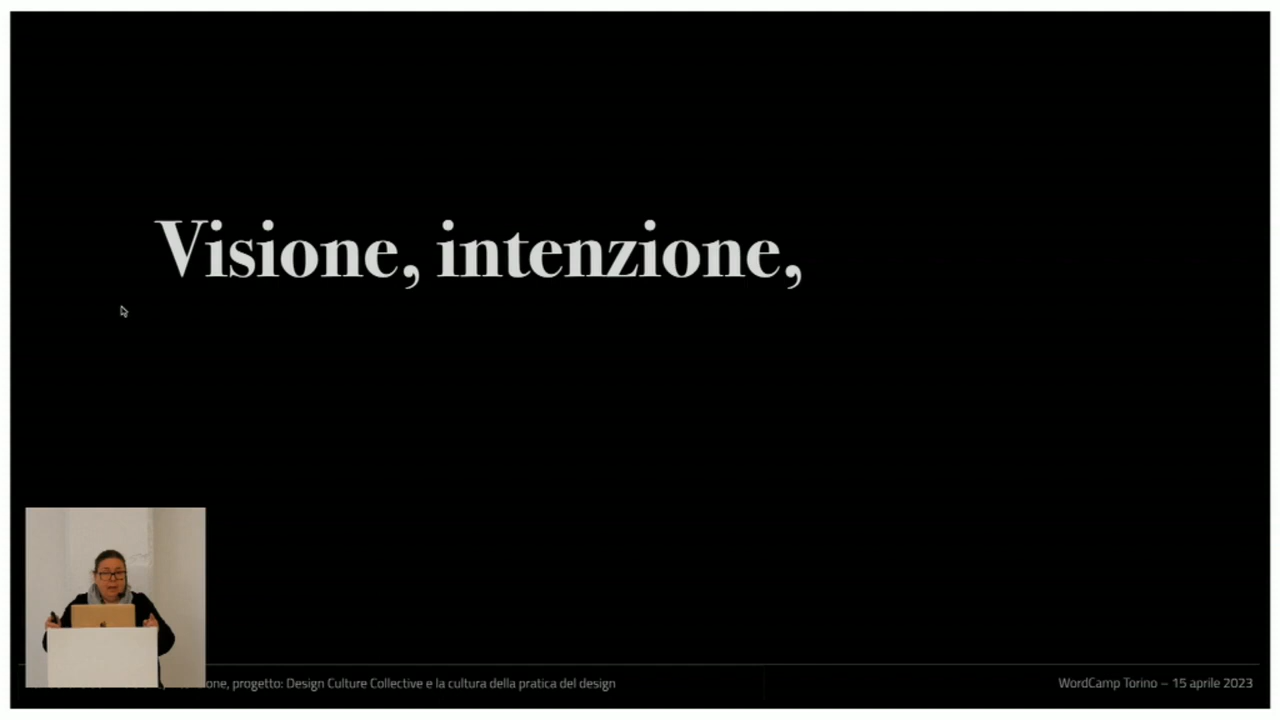 Visione, intenzione,
one, progetto: Design Culture Collective e la cultura della pratica del design
WordCamp Torino – 15 aprile 2023